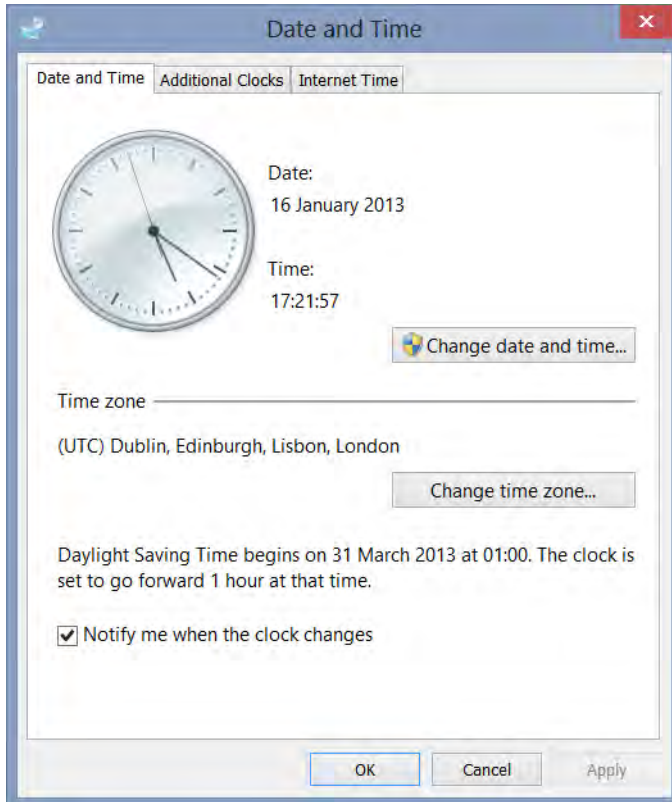 Date and Time
Date and Time
Additional Clocks
Internet Time
Date:
16 January 2013
Time:
17:21:57
Change date and time...
Time zone
(UTC) Dublin, Edinburgh, Lisbon, London
Change time zone...
Daylight Saving Time begins on 31 March 2013 at 01:00. The clock is
set to go forward 1 hour at that time.
Notify me when the clock changes
OK
Cancel
Apply